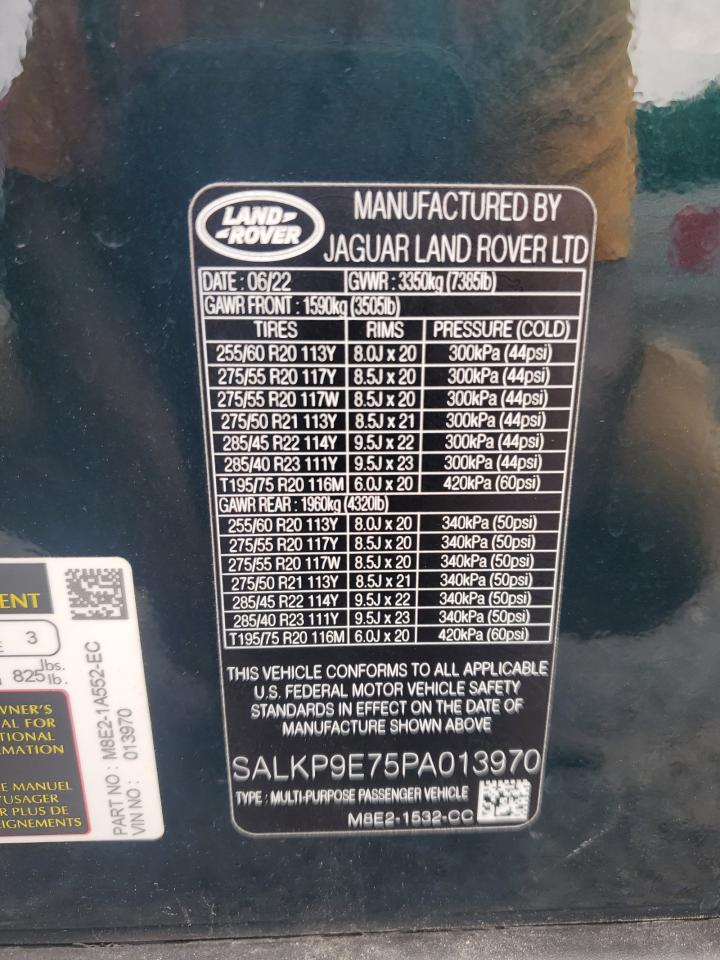 LAND-
-ROVER
MANUFACTURED BY
JAGUAR LAND ROVER LTD
DATE : 06/22 GVWR : 3350kg (7385lb)
GAWR FRONT : 1590kg (3505lb)
TIRES RIMS PRESSURE (COLD)
255/60 R20 113Y 8.0J x 20 300kPa (44psi)
275/55 R20 117Y 8.5J x 20 300kPa (44psi)
275/55 R20 117W 8.5J x 20 300kPa (44psi)
275/50 R21 113Y 8.5J x 21 300kPa (44psi)
285/45 R22 114Y 9.5J x 22 300kPa (44psi)
285/40 R23 111Y 9.5J x 23 300kPa (44psi)
T195/75 R20 116M 6.0J x 20 420kPa (60psi)
GAWR REAR : 1960kg (4320lb)
255/60 R20 113Y 8.0J x 20 340kPa (50psi)
275/55 R20 117Y 8.5J x 20 340kPa (50psi)
275/55 R20 117W 8.5J x 20 340kPa (50psi)
275/50 R21 113Y 8.5J x 21 340kPa (50psi)
285/45 R22 114Y 9.5J x 22 340kPa (50psi)
285/40 R23 111Y 9.5J x 23 340kPa (50psi)
T195/75 R20 116M 6.0J x 20 420kPa (60psi)
THIS VEHICLE CONFORMS TO ALL APPLICABLE
U.S. FEDERAL MOTOR VEHICLE SAFETY
STANDARDS IN EFFECT ON THE DATE OF
MANUFACTURE SHOWN ABOVE
SALKP9E75PA013970
TYPE : MULTI-PURPOSE PASSENGER VEHICLE
M8E2-1532-CC
ENT
E 3
825 lbs.
lb.
WNER'S
AL FOR
TIONAL
RMATION
E MANUEL
'USAGER
R PLUS DE
EIGNEMENTS
PART NO : M8E2-1A552-EC
VIN NO : 013970